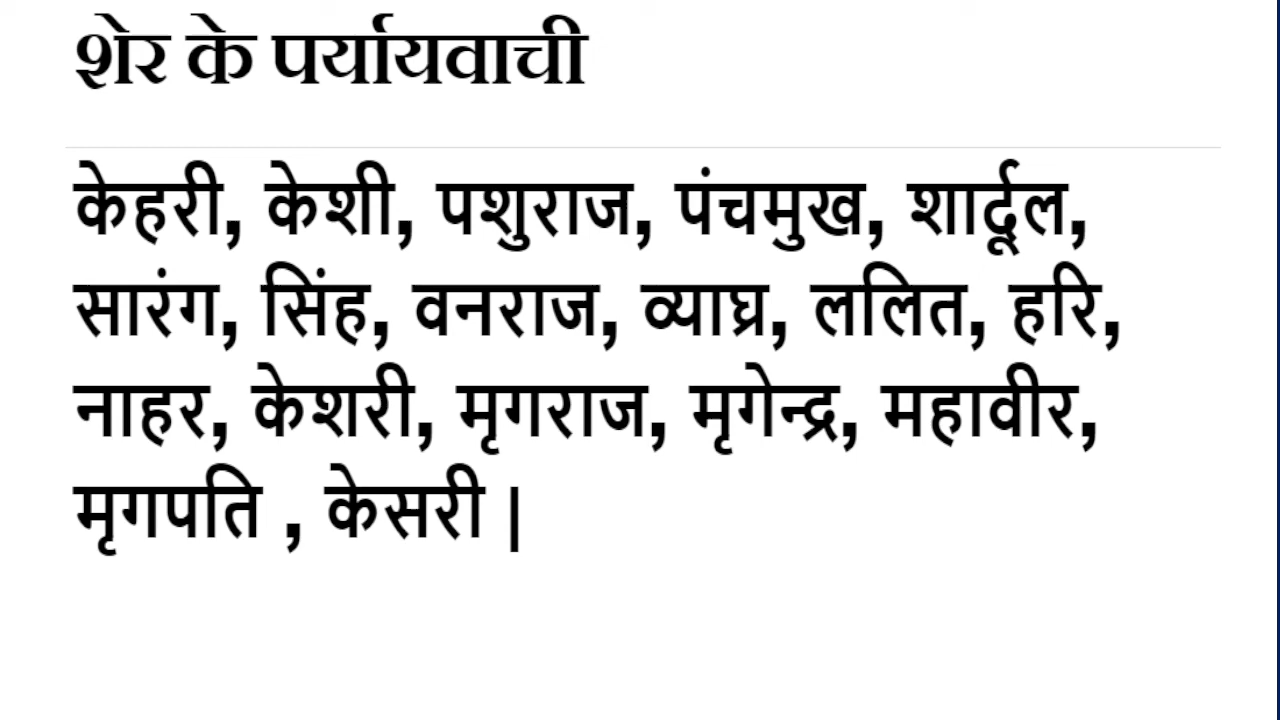 शेर के पर्यायवाची
केहरी, केशी, पशुराज, पंचमुख, शार्दूल,
सारंग, सिंह, वनराज, व्याघ्र, ललित, हरि,
नाहर, केशरी, मृगराज, मृगेन्द्र, महावीर,
मृगपति , केसरी |